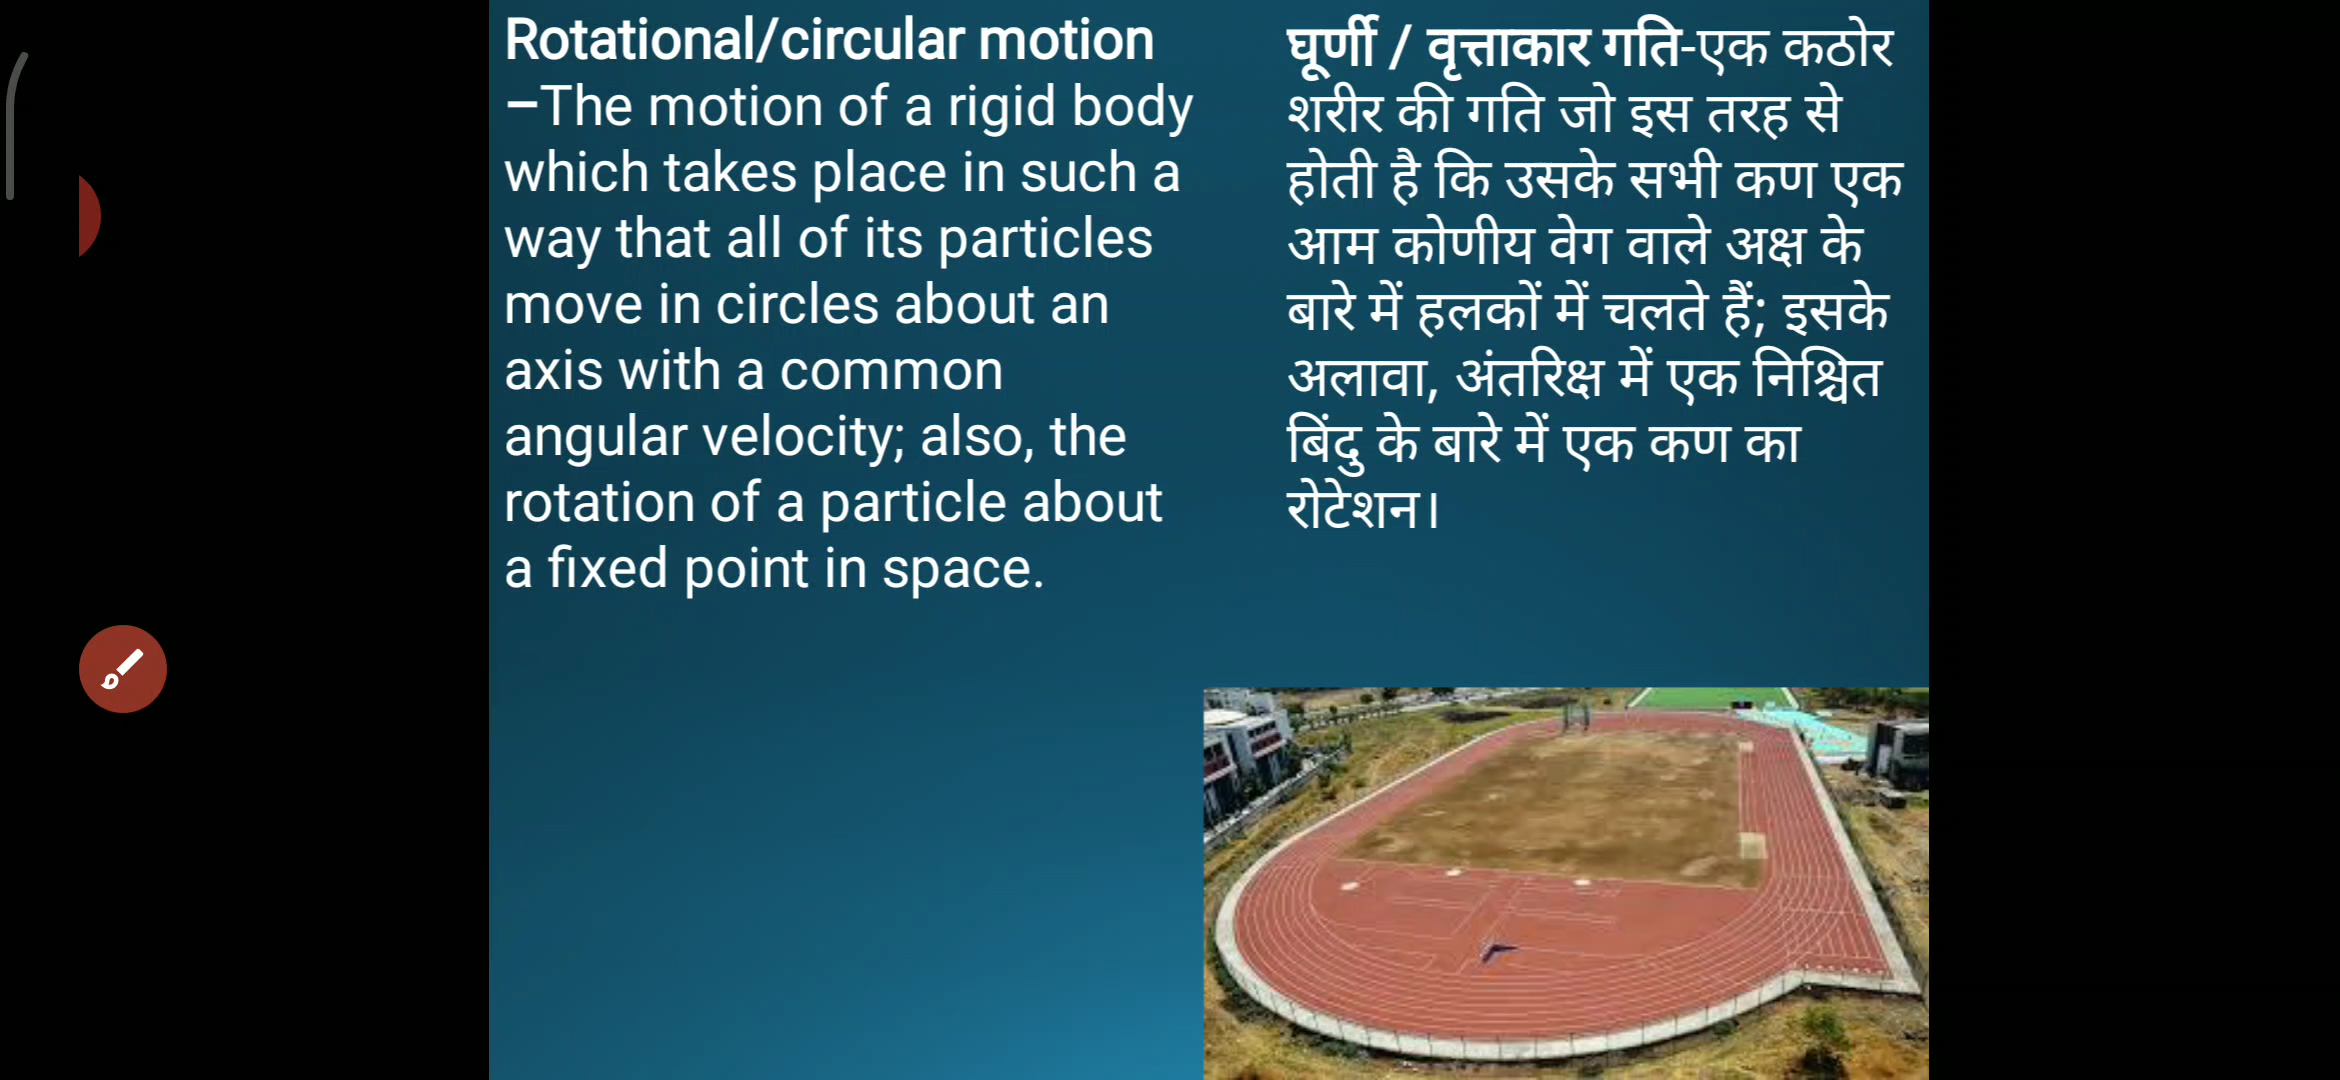 Rotational/circular motion
–The motion of a rigid body
which takes place in such a
way that all of its particles
move in circles about an
axis with a common
angular velocity; also, the
rotation of a particle about
a fixed point in space.
घूर्णी / वृत्ताकार गति-एक कठोर
शरीर की गति जो इस तरह से
होती है कि उसके सभी कण एक
आम कोणीय वेग वाले अक्ष के
बारे में हलकों में चलते हैं; इसके
अलावा, अंतरिक्ष में एक निश्चित
बिंदु के बारे में एक कण का
रोटेशन।